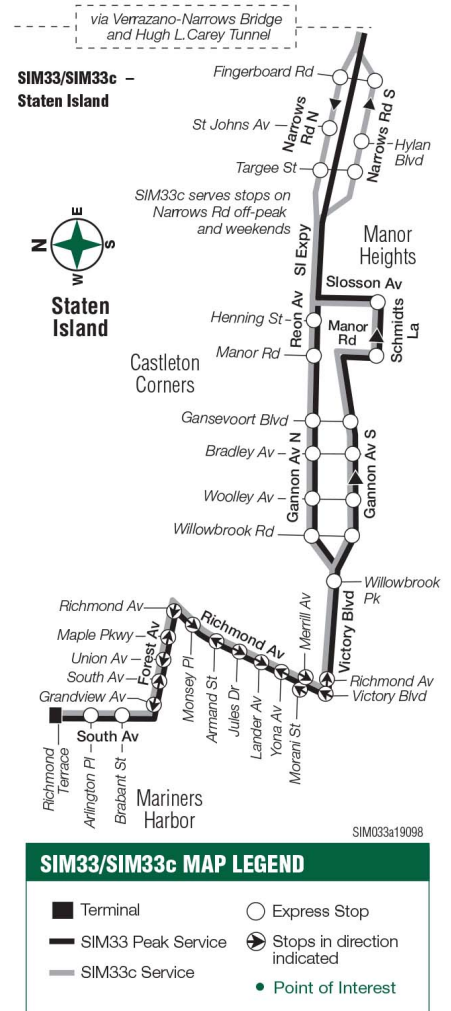 via Verrazano-Narrows Bridge
and Hugh L.Carey Tunnel
SIM33/SIM33c –
Staten Island
Fingerboard Rd
St Johns Av
Narrows
Rd N
Narrows Rd S
Hylan
Blvd
Targee St
SIM33c serves stops on
Narrows Rd off-peak
and weekends
E
N
S
W
Staten
Island
SI Expy
Manor
Heights
Slosson Av
Reon Av
Henning St
Manor
Rd
Schmidts
La
Manor Rd
Castleton
Corners
Gansevoort Blvd
Bradley Av
Gannon Av N
Gannon Av S
Woolley Av
Willowbrook Rd
Willowbrook
Pk
Victory Blvd
Merrill Av
Richmond Av
Richmond Av
Maple Pkwy
Forest Av
Union Av
South Av
Grandview Av
Monsey Pl
Armand St
Jules Dr
Lander Av
Yona Av
Morani St
Richmond Av
Victory Blvd
South Av
Richmond
Terrace
Arlington Pl
Brabant St
Mariners
Harbor
SIM033a19098
SIM33/SIM33c MAP LEGEND
Terminal
Express Stop
SIM33 Peak Service
Stops in direction
indicated
SIM33c Service
Point of Interest